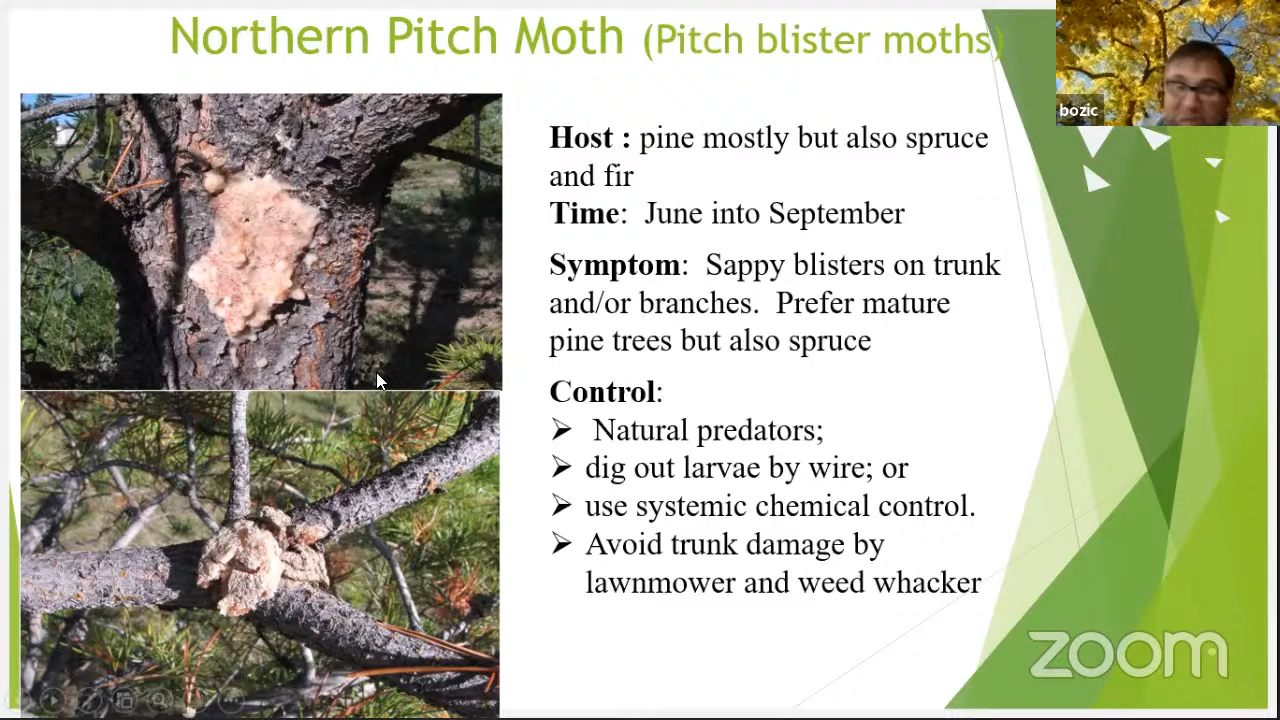 Northern Pitch Moth (Pitch blister moths)
bozic
Host : pine mostly but also spruce
and fir
Time: June into September
Symptom: Sappy blisters on trunk
and/or branches. Prefer mature
pine trees but also spruce
Control:
➢ Natural predators;
➢ dig out larvae by wire; or
➢ use systemic chemical control.
➢ Avoid trunk damage by
lawnmower and weed whacker
zoom